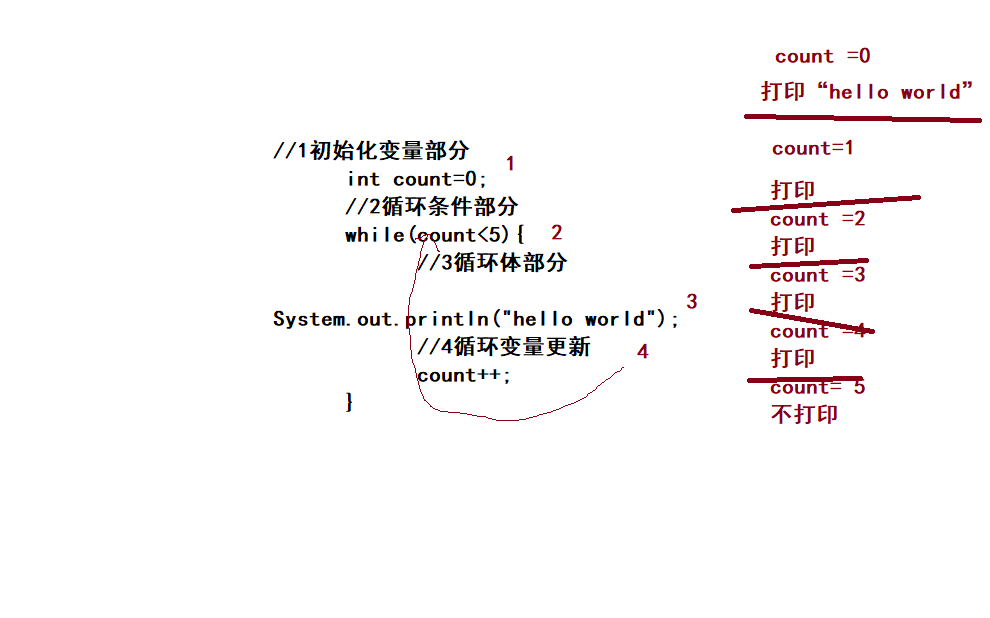 //1初始化变量部分 1
int count=0;
//2循环条件部分
while(count<5){ 2
//3循环体部分
System.out.println("hello world"); 3
//4循环变量更新 4
count++;
}
count =0
打印“hello world”
count=1
打印
count =2
打印
count =3
打印
count =4
打印
count= 5
不打印